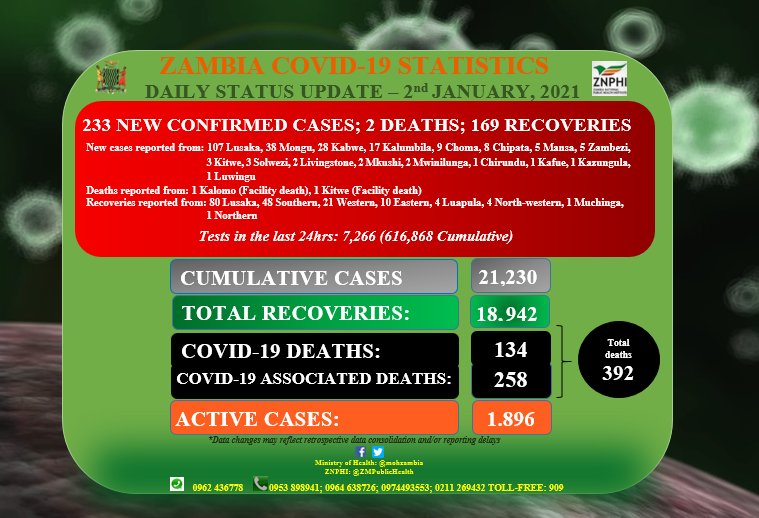 ZAMBIA COVID-19 STATISTICS
DAILY STATUS UPDATE – 2nd JANUARY, 2021
ZNPHI
233 NEW CONFIRMED CASES; 2 DEATHS; 169 RECOVERIES
New cases reported from: 107 Lusaka, 38 Mongu, 28 Kabwe, 17 Kalumbila, 9 Choma, 8 Chipata, 5 Mansa, 5 Zambezi,
3 Kitwe, 3 Solwezi, 2 Livingstone, 2 Mkushi, 2 Mwinilunga, 1 Chirundu, 1 Kafue, 1 Kazungula,
1 Luwingu
Deaths reported from: 1 Kalomo (Facility death), 1 Kitwe (Facility death)
Recoveries reported from: 80 Lusaka, 48 Southern, 21 Western, 10 Eastern, 4 Luapula, 4 North-western, 1 Muchinga,
1 Northern
Tests in the last 24hrs: 7,266 (616,868 Cumulative)
CUMULATIVE CASES 21,230
TOTAL RECOVERIES: 18,942
COVID-19 DEATHS: 134
COVID-19 ASSOCIATED DEATHS: 258
Total
deaths
392
ACTIVE CASES: 1,896
*Data changes may reflect retrospective data consolidation and/or reporting delays
Ministry of Health: @mohzambia
ZNPHI: @ZMPublicHealth
0962 436778 0953 898941; 0964 638726; 0974493553; 0211 269432 TOLL-FREE: 909